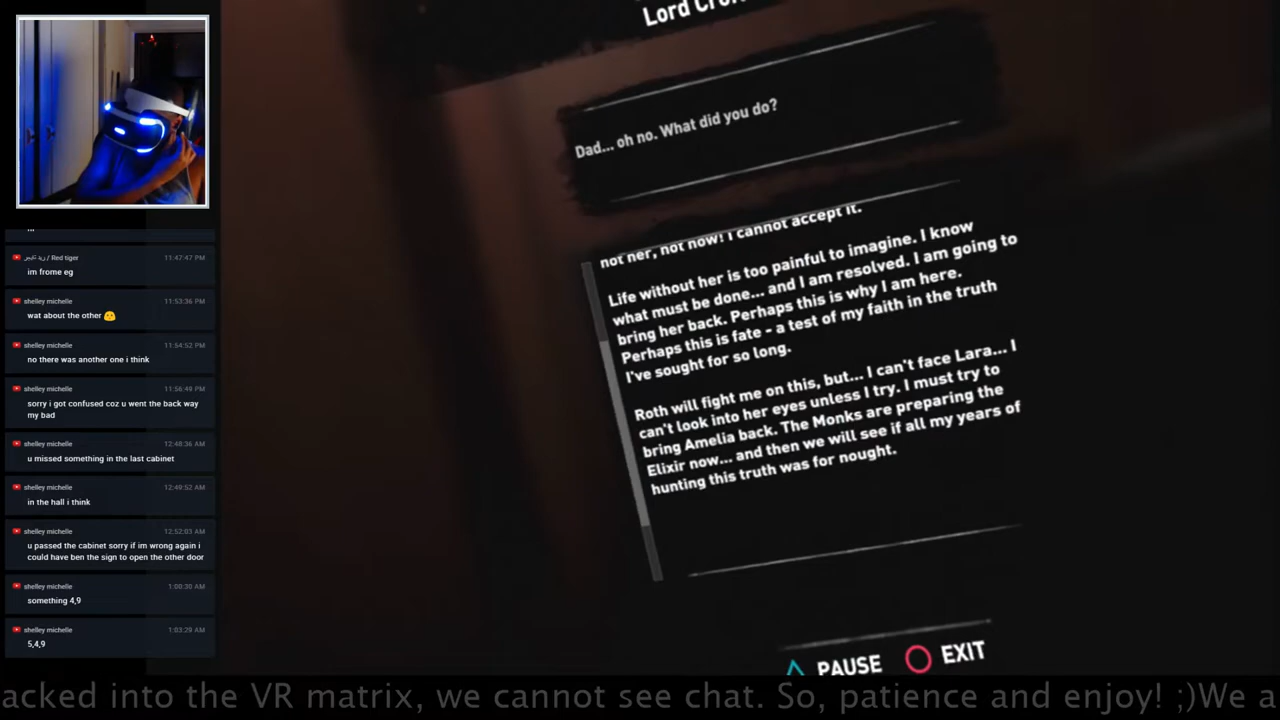 Red tiger
11:47:47 PM
im frome eg
shelley michelle
11:53:36 PM
wat about the other
shelley michelle
11:54:52 PM
no there was another one i think
shelley michelle
11:56:49 PM
sorry i got confused coz u went the back way
my bad
shelley michelle
12:48:36 AM
u missed something in the last cabinet
shelley michelle
12:49:52 AM
in the hall i think
shelley michelle
12:52:03 AM
u passed the cabinet sorry if im wrong again i
could have ben the sign to open the other door
shelley michelle
1:00:30 AM
something 4,9
shelley michelle
1:03:29 AM
5,4,9
Lord
Dad... oh no. What did you do?
not her, not now! I cannot accept it.
Life without her is too painful to imagine. I know
what must be done... and I am resolved. I am going to
bring her back. Perhaps this is why I am here.
Perhaps this is fate - a test of my faith in the truth
I've sought for so long.
Roth will fight me on this, but... I can't face Lara... I
can't look into her eyes unless I try. I must try to
bring Amelia back. The Monks are preparing the
Elixir now... and then we will see if all my years of
hunting this truth was for nought.
PAUSE
EXIT
acked into the VR matrix, we cannot see chat. So, patience and enjoy! ;)We a